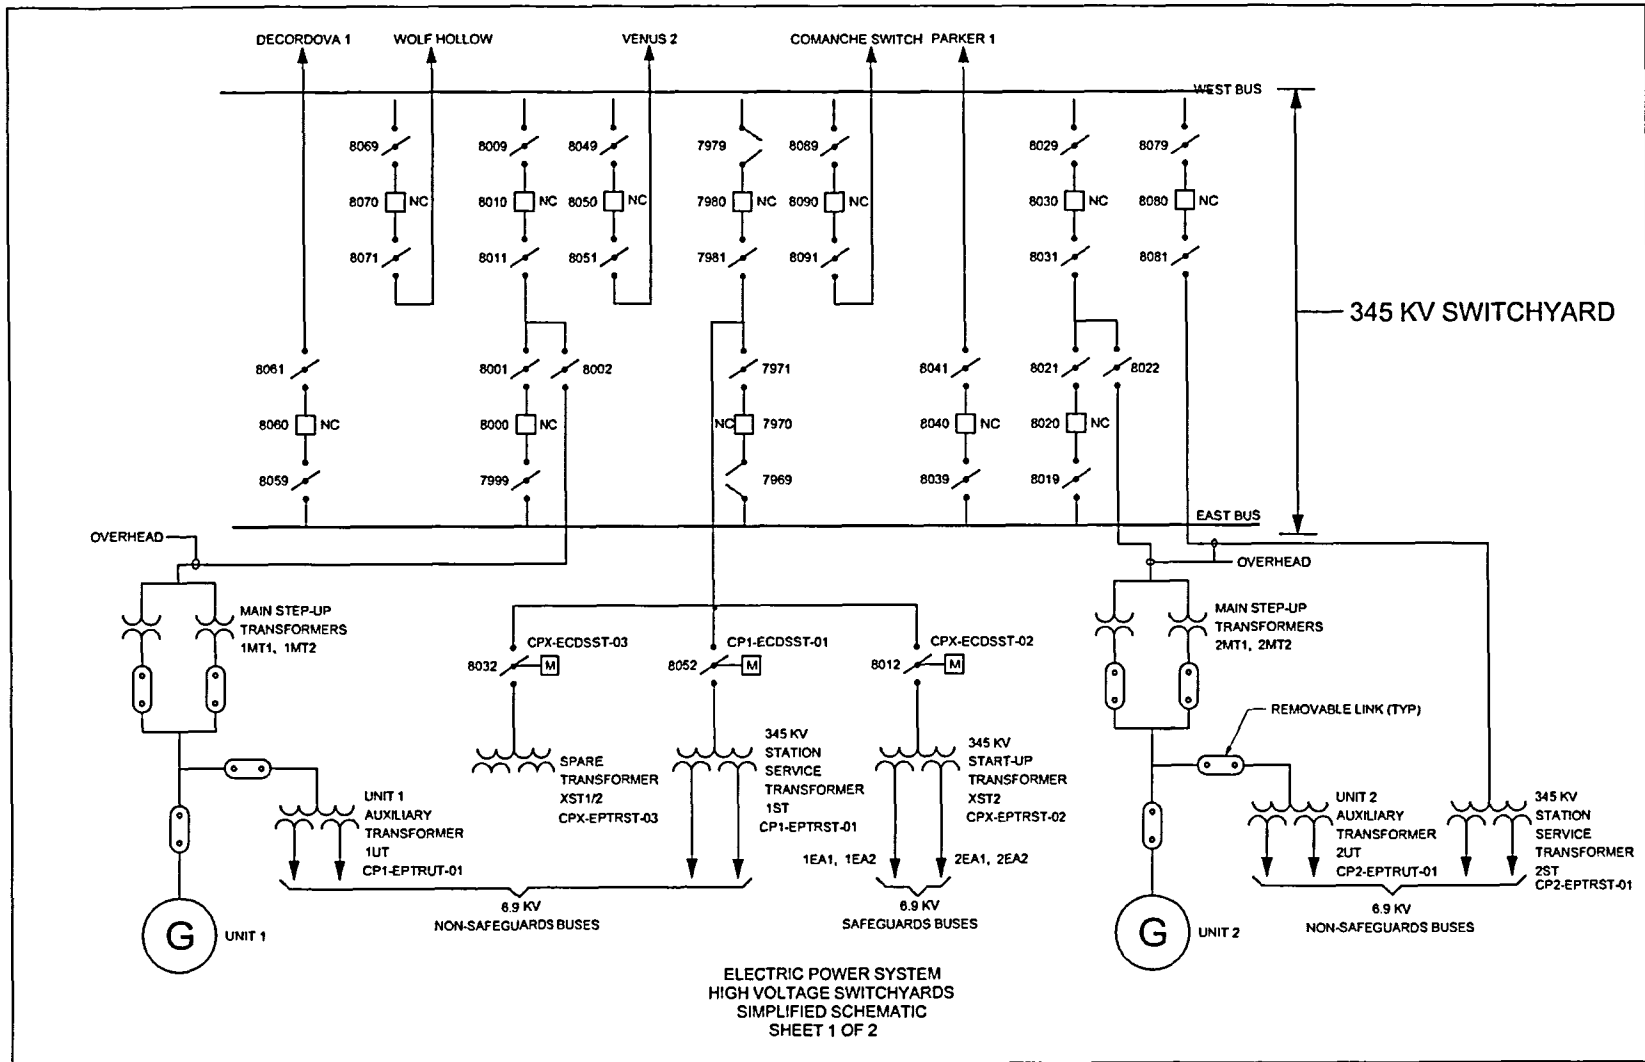 DECORDOVA 1 WOLF HOLLOW VENUS 2 COMANCHE SWITCH PARKER 1
WEST BUS
8069 8009 8049 7979 8089 8029 8079
8070 NC 8010 NC 8050 NC 7980 NC 8090 NC 8030 NC 8080 NC
8071 8011 8051 7981 8091 8031 8081
345 KV SWITCHYARD
8061 8001 8002 7971 8041 8021 8022
8060 NC 8000 NC NC 7970 8040 NC 8020 NC
8059 7999 7969 8039 8019
EAST BUS
OVERHEAD
OVERHEAD
MAIN STEP-UP
TRANSFORMERS
1MT1, 1MT2
MAIN STEP-UP
TRANSFORMERS
2MT1, 2MT2
CPX-ECDSST-03 CP1-ECDSST-01 CPX-ECDSST-02
8032 M 8052 M 8012 M
REMOVABLE LINK (TYP)
SPARE
TRANSFORMER
XST1/2
CPX-EPTRST-03
345 KV
STATION
SERVICE
TRANSFORMER
1ST
CP1-EPTRST-01
345 KV
START-UP
TRANSFORMER
XST2
CPX-EPTRST-02
UNIT 1
AUXILIARY
TRANSFORMER
1UT
CP1-EPTRUT-01
1EA1, 1EA2 2EA1, 2EA2
UNIT 2
AUXILIARY
TRANSFORMER
2UT
CP2-EPTRUT-01
345 KV
STATION
SERVICE
TRANSFORMER
2ST
CP2-EPTRST-01
6.9 KV
NON-SAFEGUARDS BUSES
6.9 KV
SAFEGUARDS BUSES
6.9 KV
NON-SAFEGUARDS BUSES
G UNIT 1
G UNIT 2
ELECTRIC POWER SYSTEM
HIGH VOLTAGE SWITCHYARDS
SIMPLIFIED SCHEMATIC
SHEET 1 OF 2